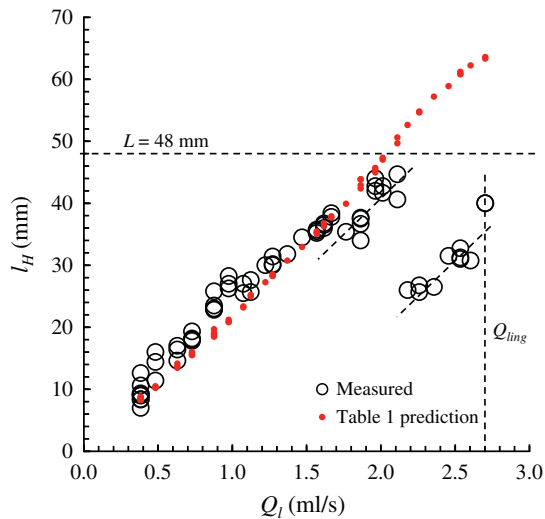 70
60
L = 48 mm
50
40
l_H (mm)
30
20
Q_ling
Measured
10
Table 1 prediction
0
0.0 0.5 1.0 1.5 2.0 2.5 3.0
Q_l (ml/s)